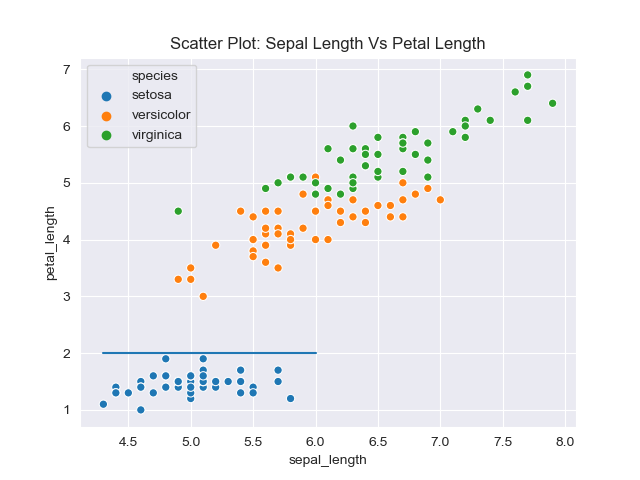 Scatter Plot: Sepal Length Vs Petal Length
species
setosa
versicolor
virginica
petal_length
7
6
5
4
3
2
1
4.5 5.0 5.5 6.0 6.5 7.0 7.5 8.0
sepal_length